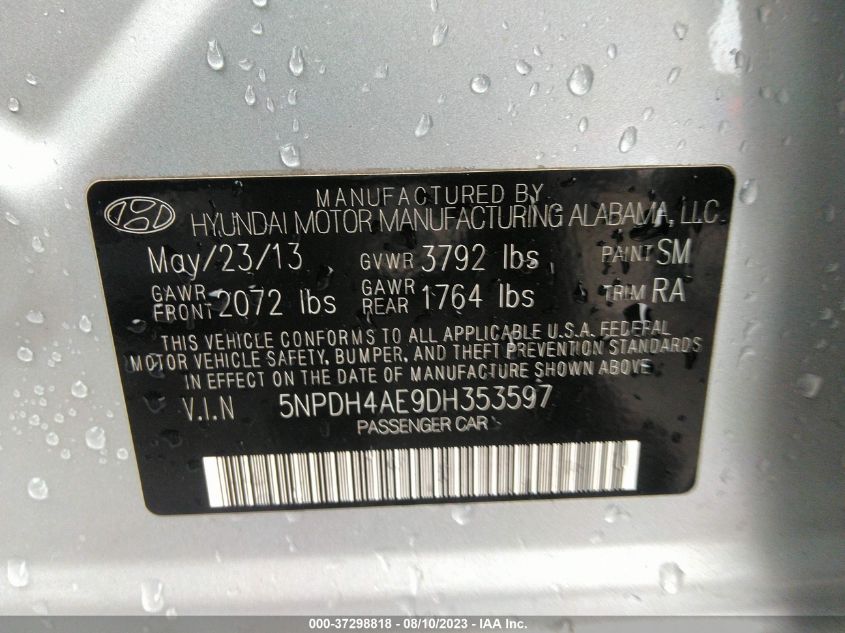 MANUFACTURED BY
HYUNDAI MOTOR MANUFACTURING ALABAMA, LLC
May/23/13 GVWR 3792 lbs PAINT SM
GAWR FRONT 2072 lbs GAWR REAR 1764 lbs TRIM RA
THIS VEHICLE CONFORMS TO ALL APPLICABLE U.S.A. FEDERAL
MOTOR VEHICLE SAFETY, BUMPER, AND THEFT PREVENTION STANDARDS
IN EFFECT ON THE DATE OF MANUFACTURE SHOWN ABOVE.
V.I.N 5NPDH4AE9DH353597
PASSENGER CAR
000-37298818 - 08/10/2023 - IAA Inc.